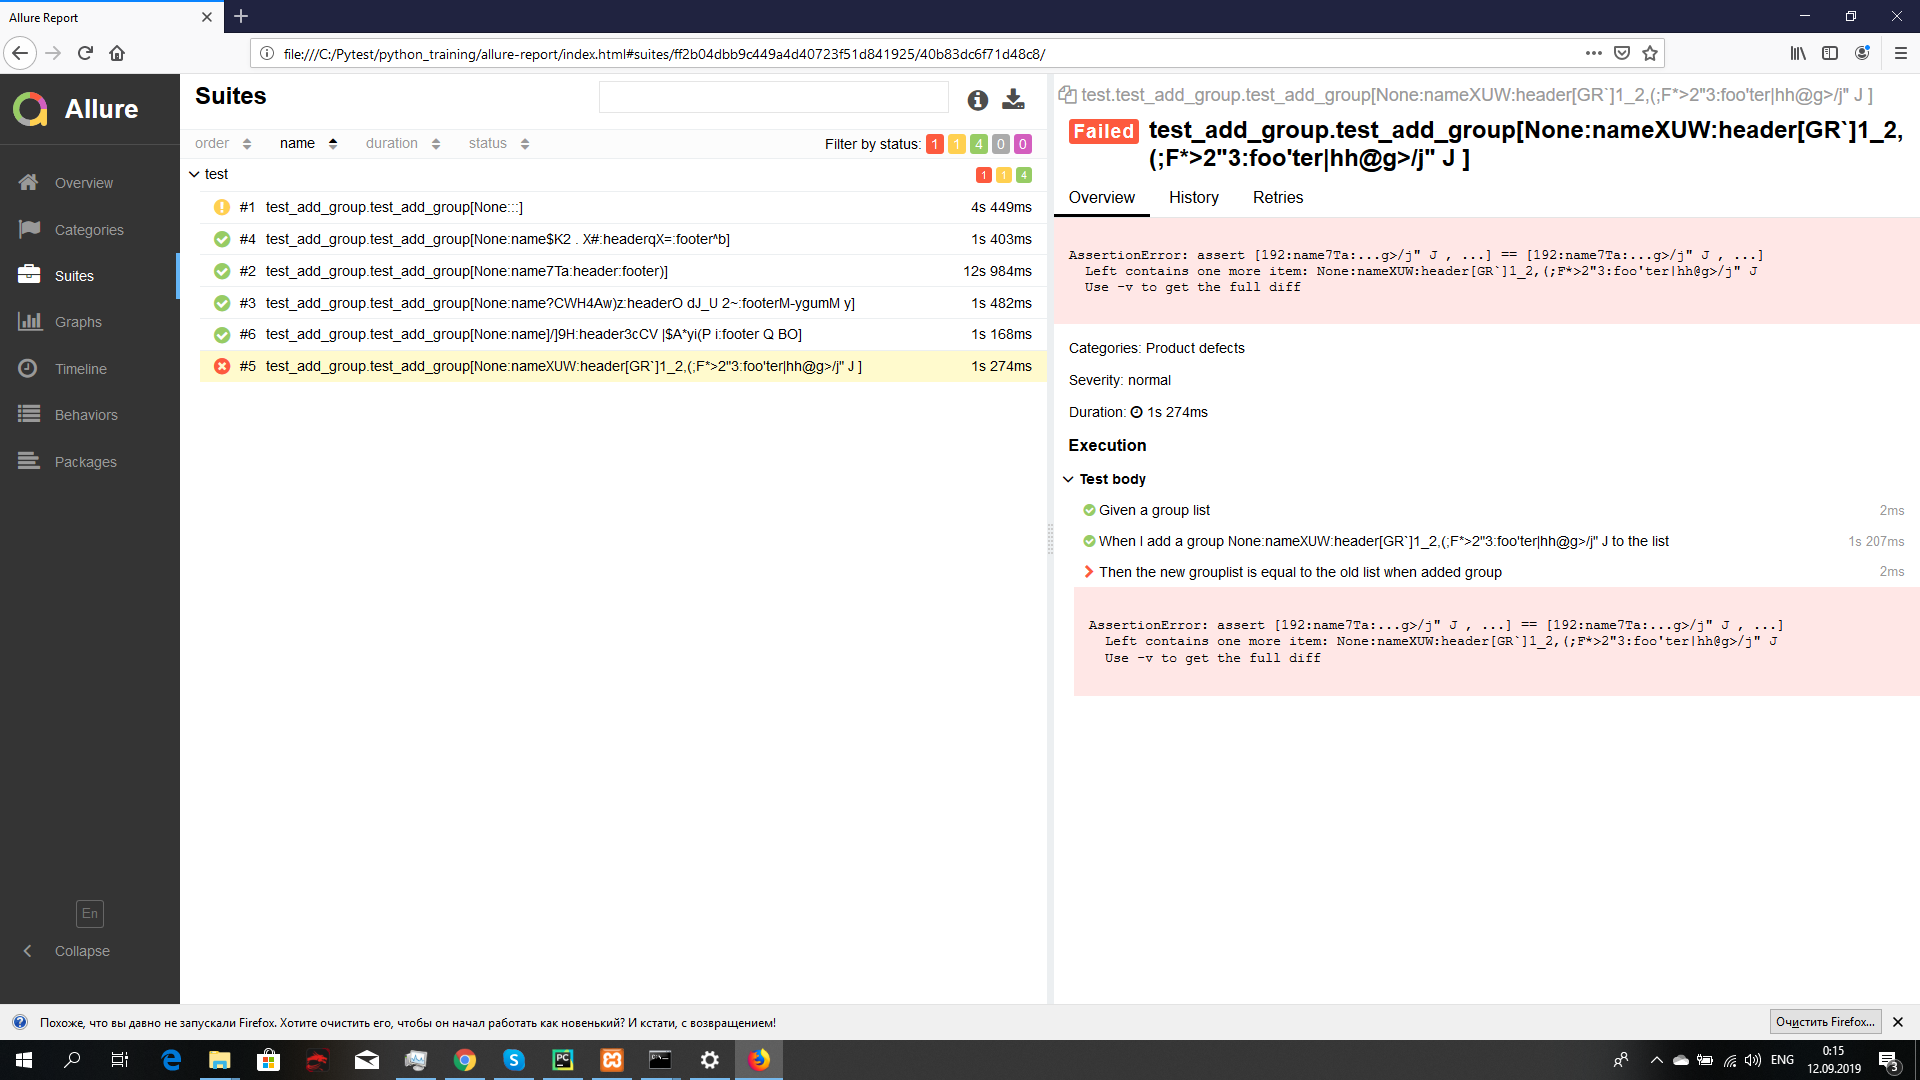 Allure Report
file:///C:/Pytest/python_training/allure-report/index.html#suites/ff2b04dbb9c449a4d40723f51d841925/40b83dc6f71d48c8/
Allure
Overview
Categories
Suites
Graphs
Timeline
Behaviors
Packages
En
Collapse
Suites
order name duration status Filter by status: 1 1 4 0 0
test 1 1 4
#1 test_add_group.test_add_group[None:::] 4s 449ms
#4 test_add_group.test_add_group[None:name$K2 . X#:headerqX=:footer^b] 1s 403ms
#2 test_add_group.test_add_group[None:name7Ta:header:footer)] 12s 984ms
#3 test_add_group.test_add_group[None:name?CWH4Aw)z:headerO dJ_U 2~:footerM-ygumM y] 1s 482ms
#6 test_add_group.test_add_group[None:name]/]9H:header3cCV |$A*yi(P i:footer Q BO] 1s 168ms
#5 test_add_group.test_add_group[None:nameXUW:header[GR`]1_2,(;F*>2"3:foo'ter|hh@g>/j" J ] 1s 274ms
test.test_add_group.test_add_group[None:nameXUW:header[GR`]1_2,(;F*>2"3:foo'ter|hh@g>/j" J ]
Failed test_add_group.test_add_group[None:nameXUW:header[GR`]1_2,
(;F*>2"3:foo'ter|hh@g>/j" J ]
Overview History Retries
AssertionError: assert [192:name7Ta:...g>/j" J , ...] == [192:name7Ta:...g>/j" J , ...]
Left contains one more item: None:nameXUW:header[GR`]1_2,(;F*>2"3:foo'ter|hh@g>/j" J
Use -v to get the full diff
Categories: Product defects
Severity: normal
Duration: 1s 274ms
Execution
Test body
Given a group list 2ms
When I add a group None:nameXUW:header[GR`]1_2,(;F*>2"3:foo'ter|hh@g>/j" J to the list 1s 207ms
Then the new grouplist is equal to the old list when added group 2ms
AssertionError: assert [192:name7Ta:...g>/j" J , ...] == [192:name7Ta:...g>/j" J , ...]
Left contains one more item: None:nameXUW:header[GR`]1_2,(;F*>2"3:foo'ter|hh@g>/j" J
Use -v to get the full diff
Похоже, что вы давно не запускали Firefox. Хотите очистить его, чтобы он начал работать как новенький? И кстати, с возвращением!
Очистить Firefox...
ENG
0:15
12.09.2019
3